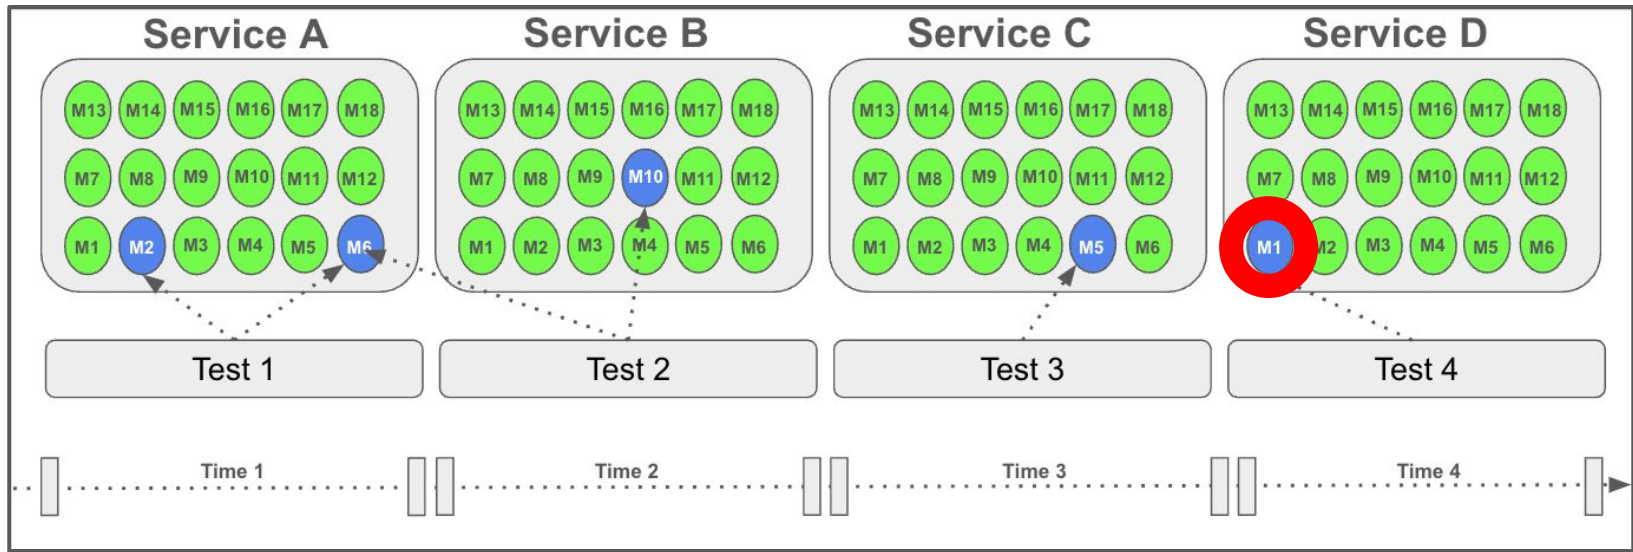 Service A Service B Service C Service D
M13 M14 M15 M16 M17 M18 M13 M14 M15 M16 M17 M18 M13 M14 M15 M16 M17 M18 M13 M14 M15 M16 M17 M18
M7 M8 M9 M10 M11 M12 M7 M8 M9 M10 M11 M12 M7 M8 M9 M10 M11 M12 M7 M8 M9 M10 M11 M12
M1 M2 M3 M4 M5 M6 M1 M2 M3 M4 M5 M6 M1 M2 M3 M4 M5 M6 M1 M2 M3 M4 M5 M6
Test 1 Test 2 Test 3 Test 4
Time 1 Time 2 Time 3 Time 4